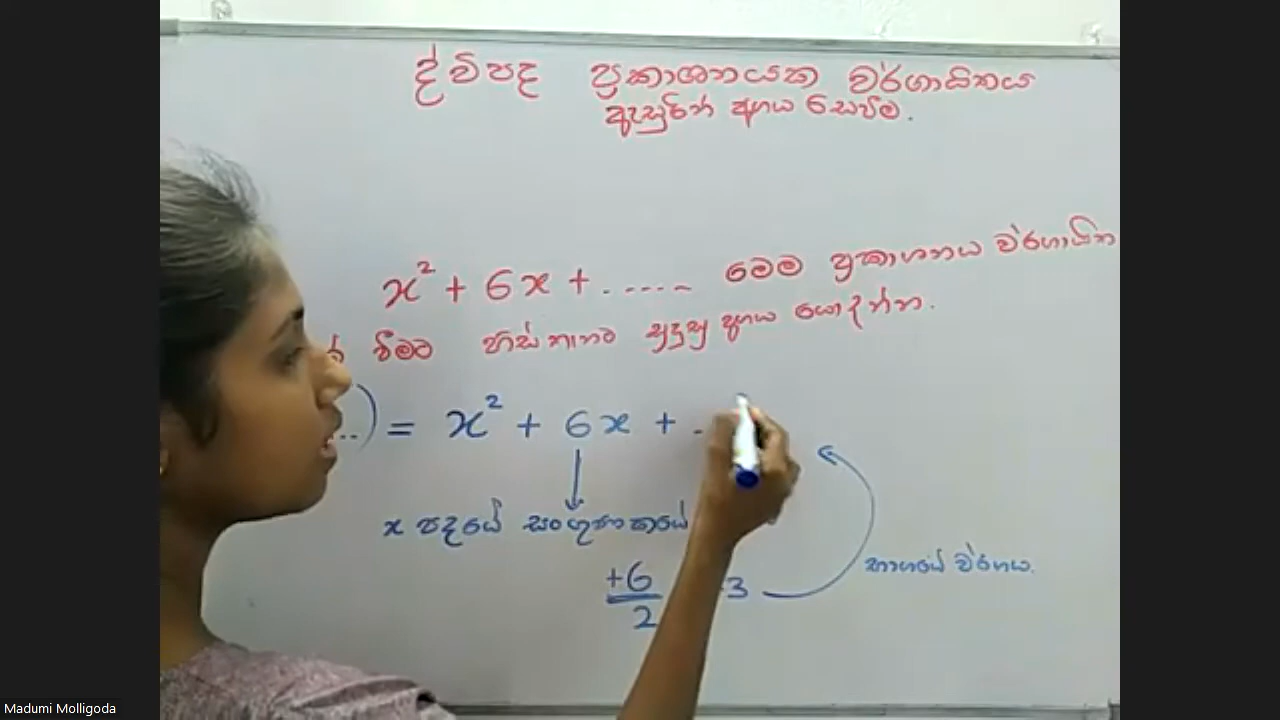 ද්විපද ප්‍රකාශනයක වර්ගායිතය
ඇසුරින් අගය සෙවීම.
x² + 6x + ..... මෙම ප්‍රකාශනය වර්ගායිත
වීමට හිස්තැනට සුදුසු අගය යොදන්න.
..) = x² + 6x + .
x පදයේ සංගුණකයේ
+6/2 3
භාගයේ වර්ගය.
Madumi Molligoda